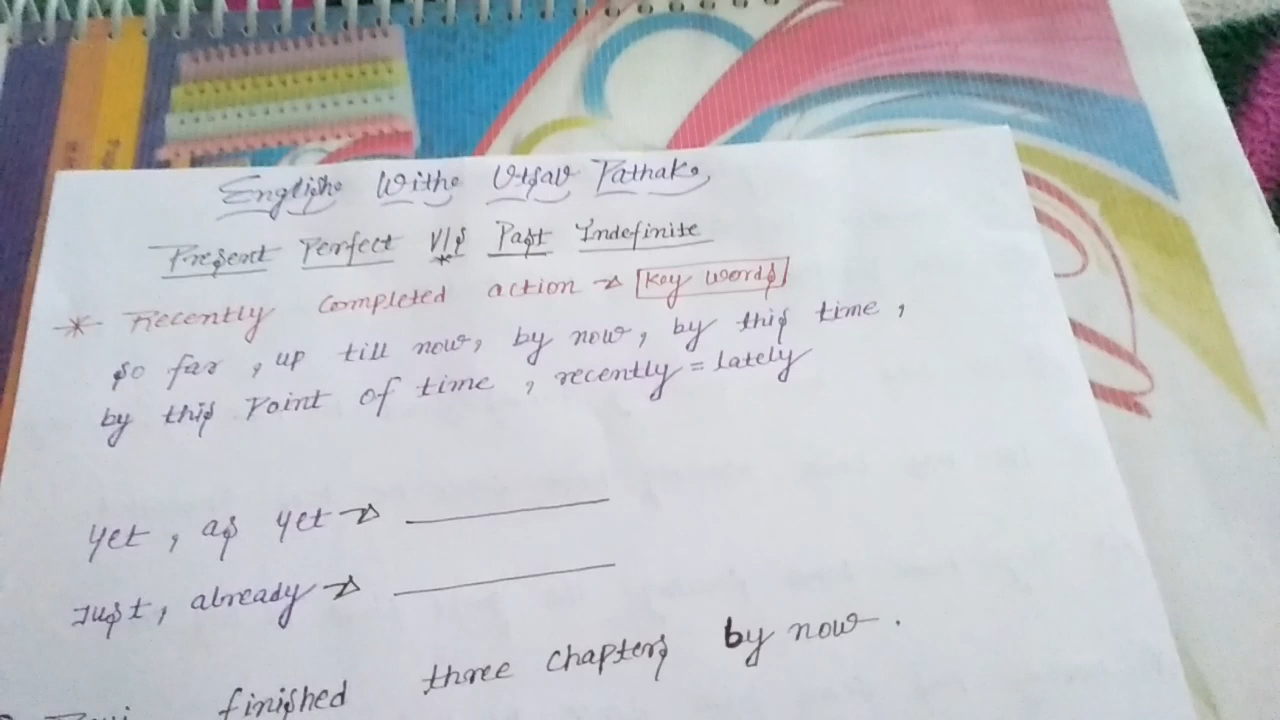 English With Utsav Pathak
Present Perfect V/s Past Indefinite
* Recently completed action → Key words
so far, up till now, by now, by this time,
by this Point of time, recently = lately
Yet, as yet → ______
Just, already → ______
finished three chapters by now.